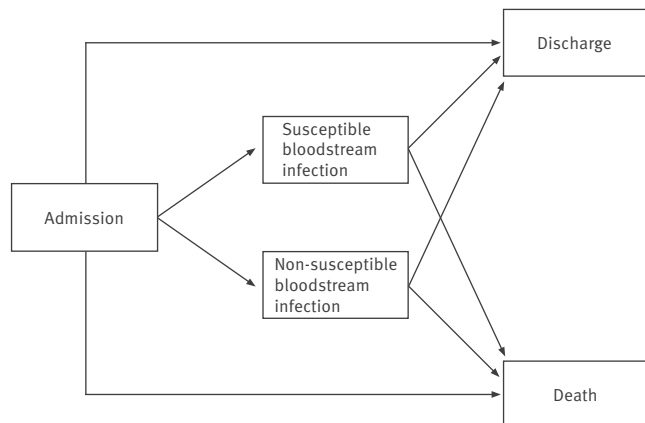 Discharge
Susceptible
bloodstream
infection
Admission
Non-susceptible
bloodstream
infection
Death